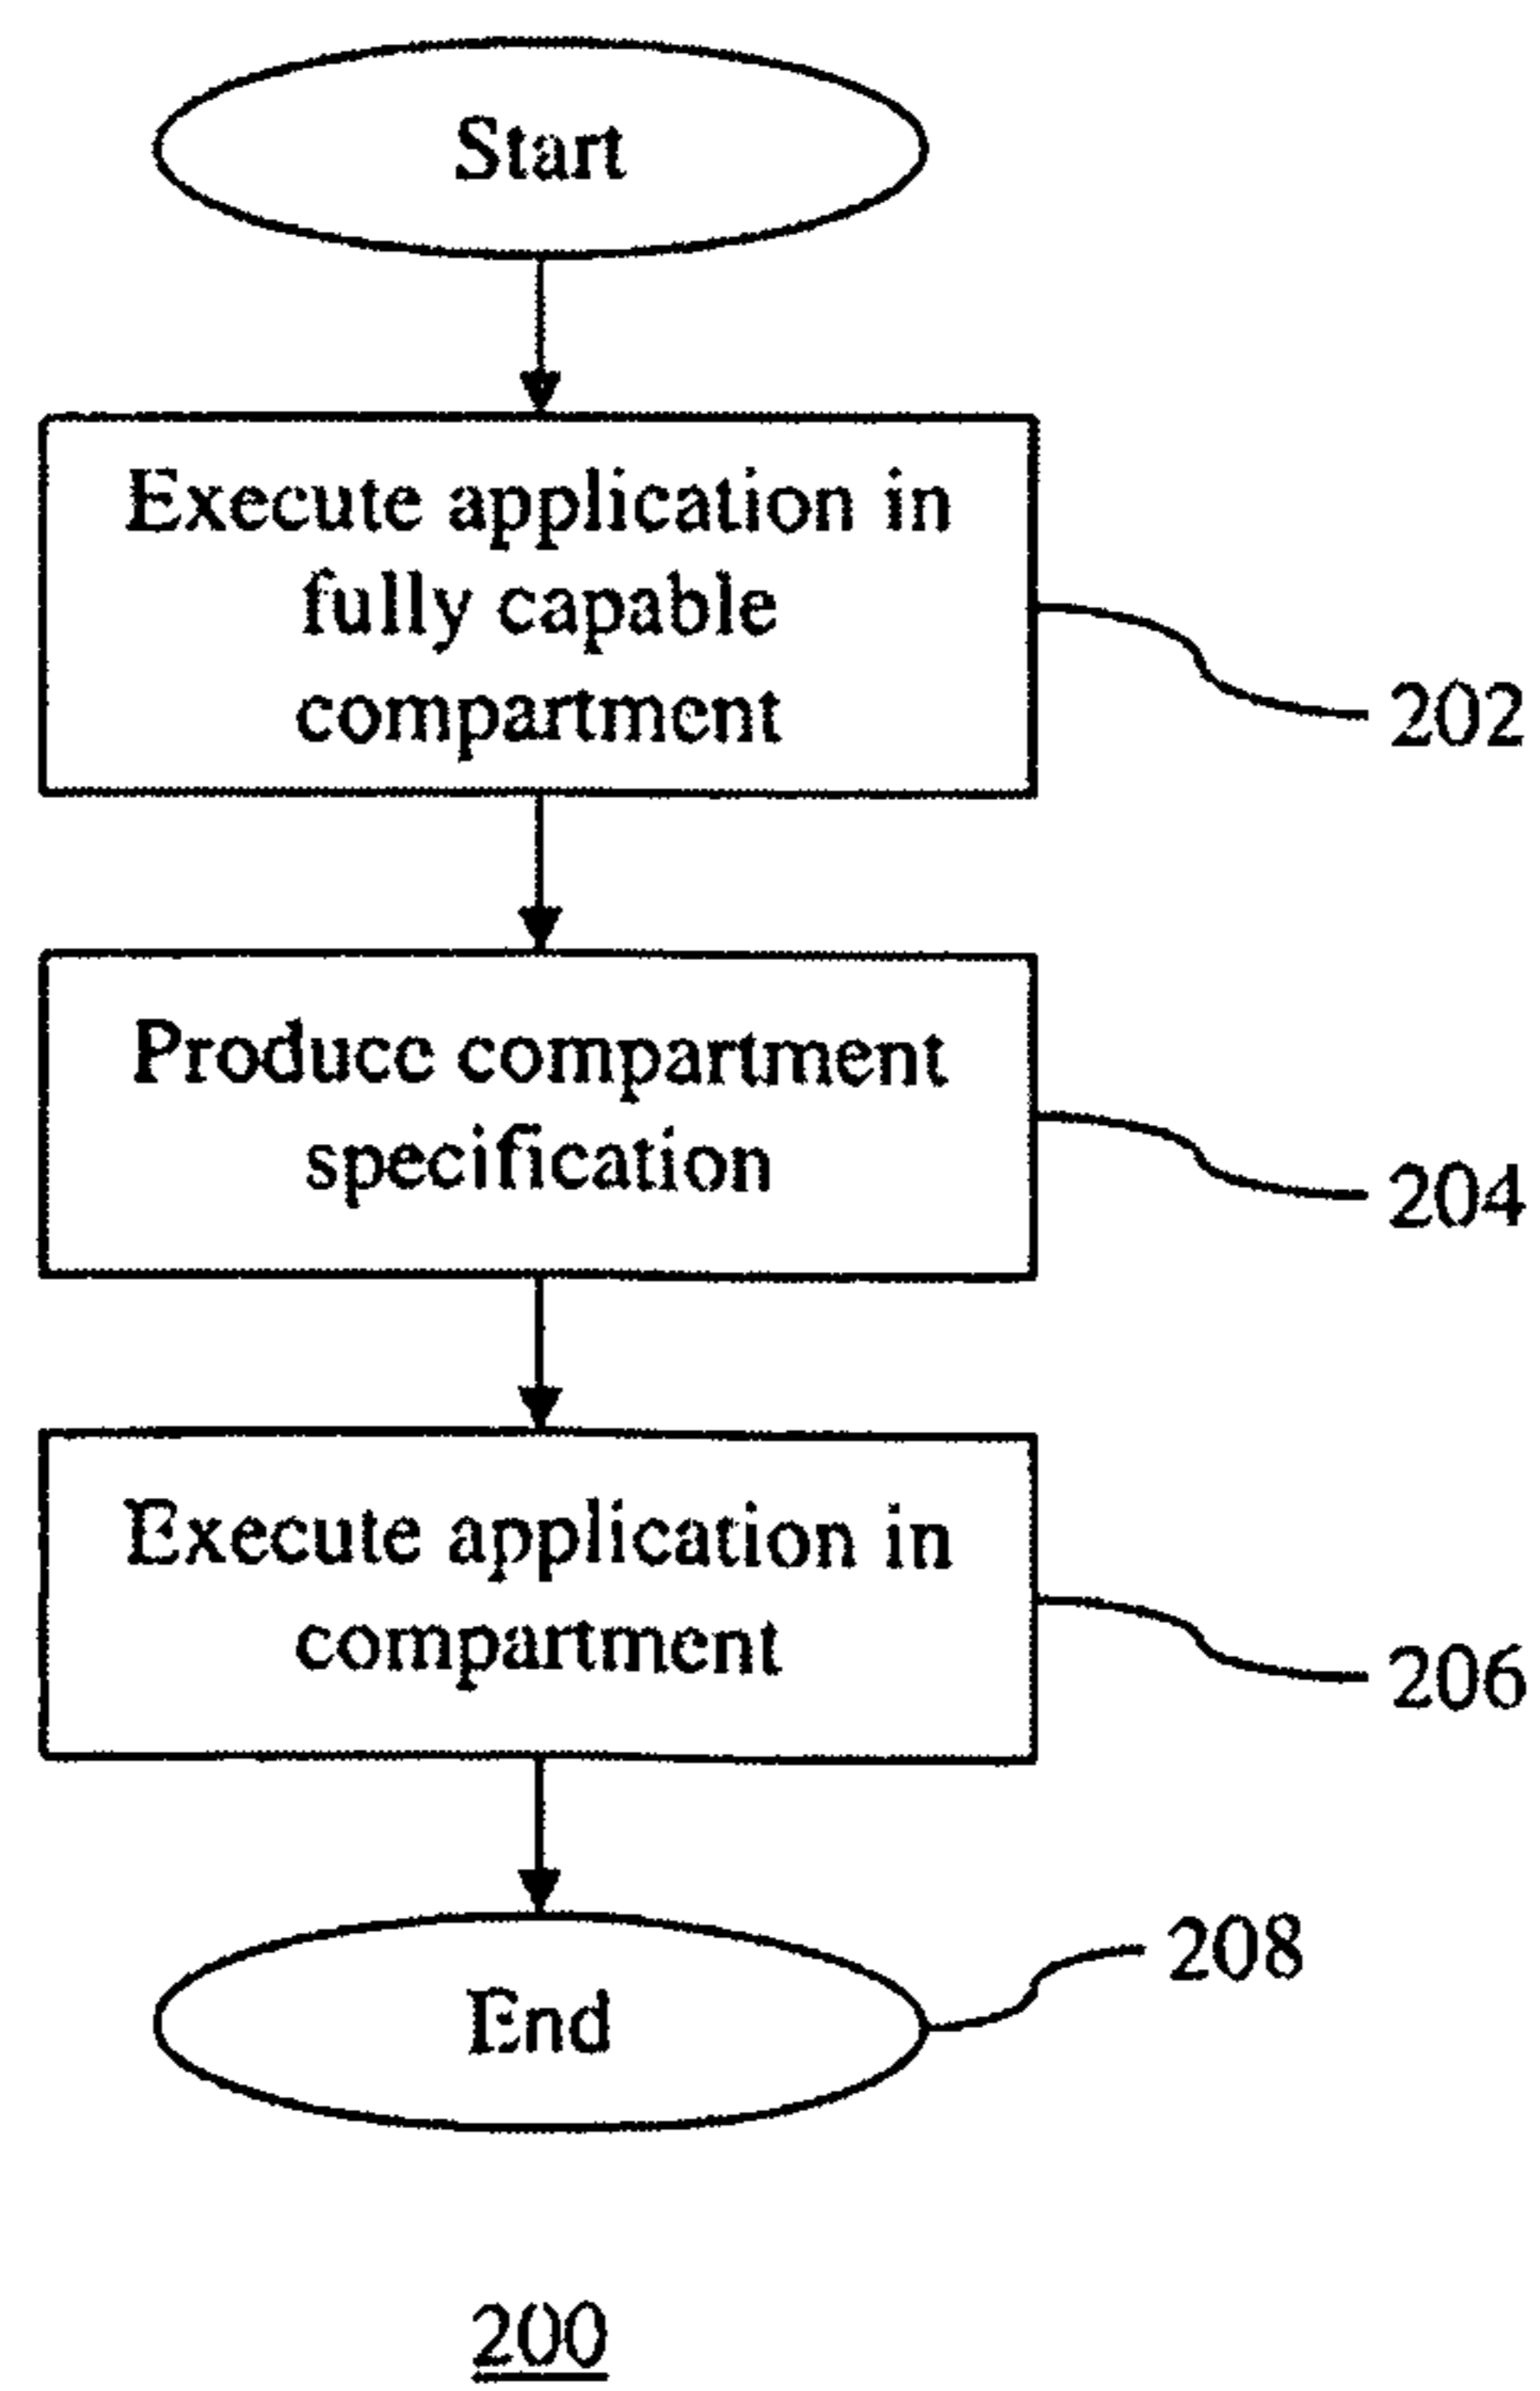 Start
Execute application in
fully capable
compartment
202
Produce compartment
specification
204
Execute application in
compartment
206
208
End
200